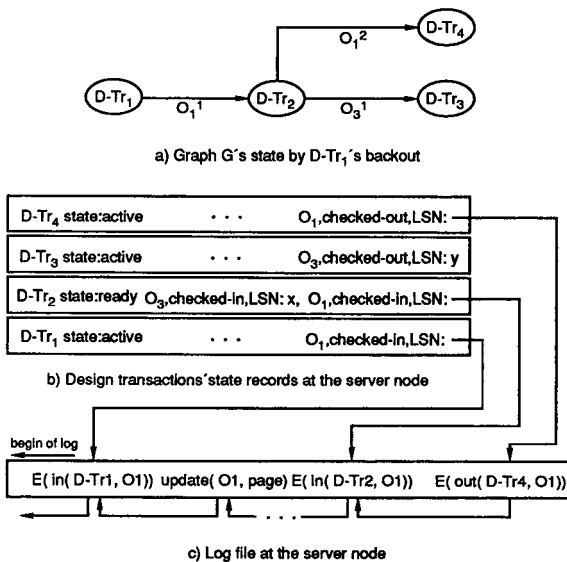 D-Tr4
O1²
D-Tr1 O1¹ D-Tr2 O3¹ D-Tr3
a) Graph G´s state by D-Tr1´s backout
D-Tr4 state:active . . . O1,checked-out,LSN:
D-Tr3 state:active . . . O3,checked-out,LSN: y
D-Tr2 state:ready O3,checked-in,LSN: x, O1,checked-in,LSN:
D-Tr1 state:active . . . O1,checked-in,LSN:
b) Design transactions´state records at the server node
begin of log
E( in( D-Tr1, O1)) update( O1, page) E( in( D-Tr2, O1)) E( out( D-Tr4, O1))
. . .
c) Log file at the server node